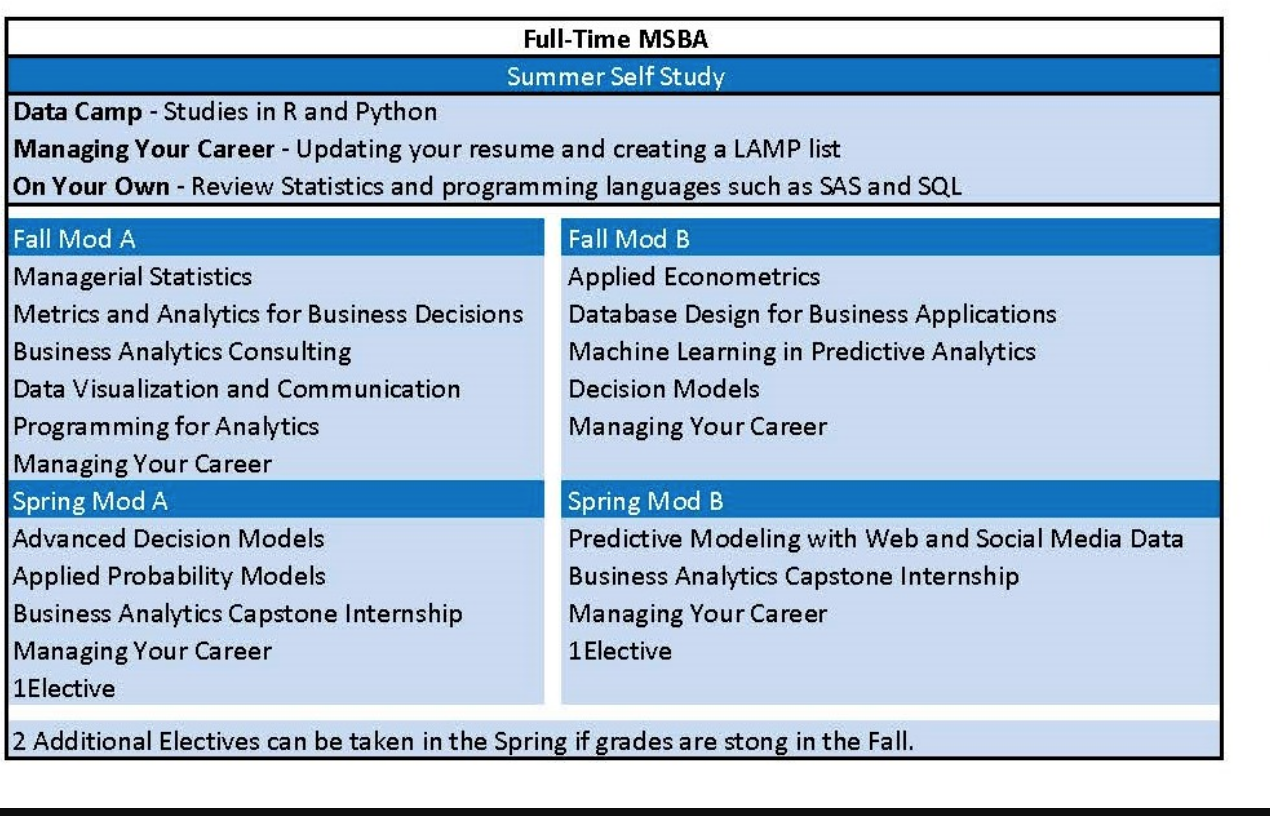 Full-Time MSBA
Summer Self Study
Data Camp - Studies in R and Python
Managing Your Career - Updating your resume and creating a LAMP list
On Your Own - Review Statistics and programming languages such as SAS and SQL
Fall Mod A
Managerial Statistics
Metrics and Analytics for Business Decisions
Business Analytics Consulting
Data Visualization and Communication
Programming for Analytics
Managing Your Career
Fall Mod B
Applied Econometrics
Database Design for Business Applications
Machine Learning in Predictive Analytics
Decision Models
Managing Your Career
Spring Mod A
Advanced Decision Models
Applied Probability Models
Business Analytics Capstone Internship
Managing Your Career
1Elective
Spring Mod B
Predictive Modeling with Web and Social Media Data
Business Analytics Capstone Internship
Managing Your Career
1Elective
2 Additional Electives can be taken in the Spring if grades are stong in the Fall.